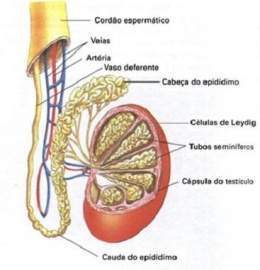 Cordão espermático
Veias
Artéria
Vaso deferente
Cabeça do epidídimo
Células de Leydig
Tubos seminíferos
Cápsula do testículo
Cauda do epidídimo